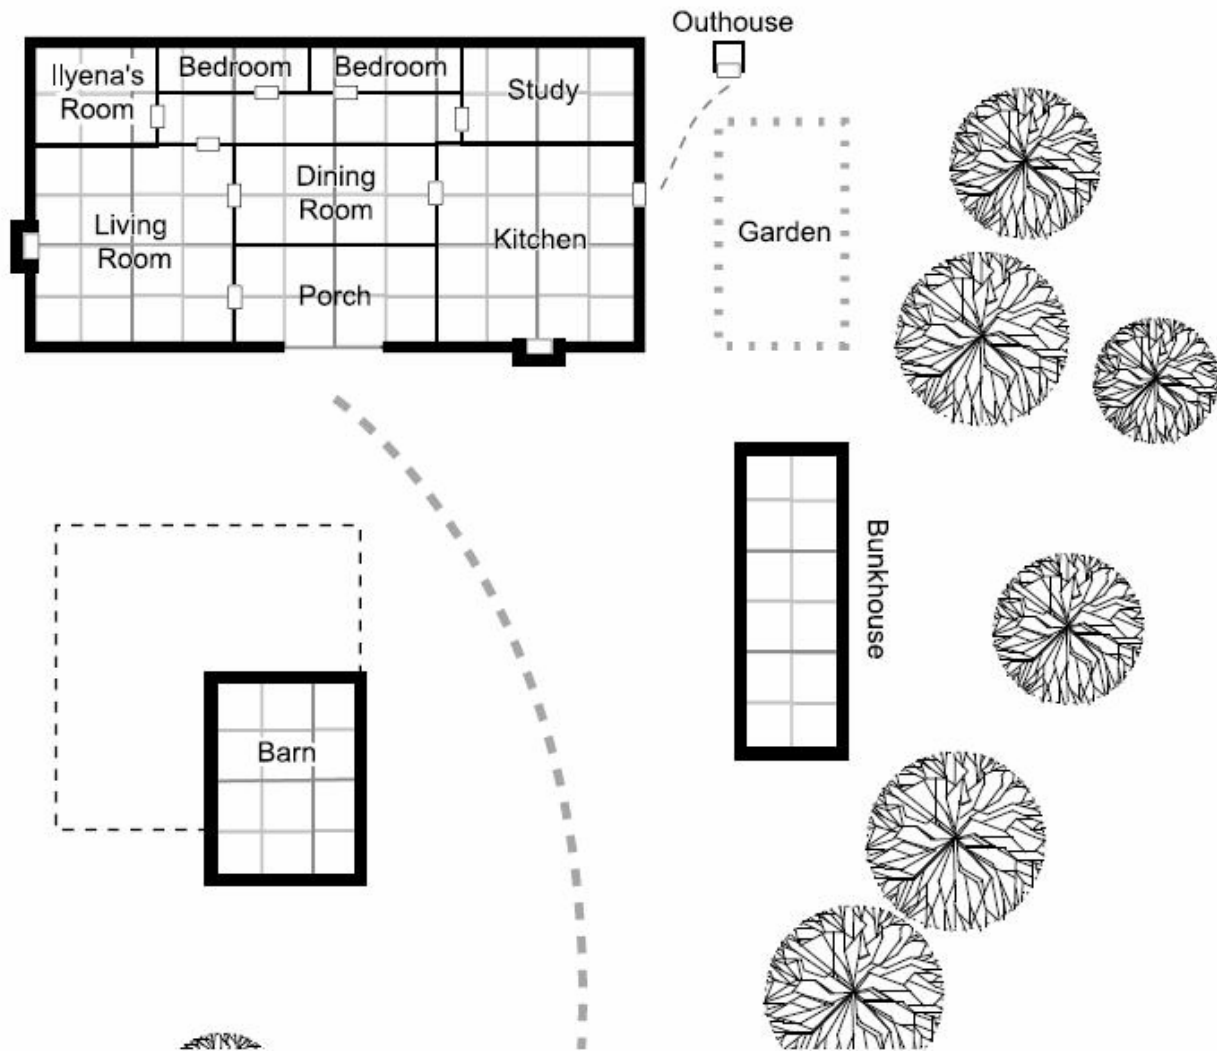 Outhouse
Ilyena's
Room
Bedroom
Bedroom
Study
Dining
Room
Living
Room
Kitchen
Garden
Porch
Bunkhouse
Barn